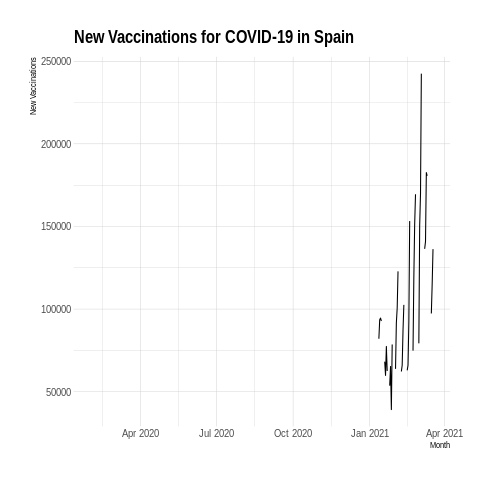 New Vaccinations for COVID-19 in Spain
New Vaccinations
250000
200000
150000
100000
50000
Apr 2020 Jul 2020 Oct 2020 Jan 2021 Apr 2021
Month